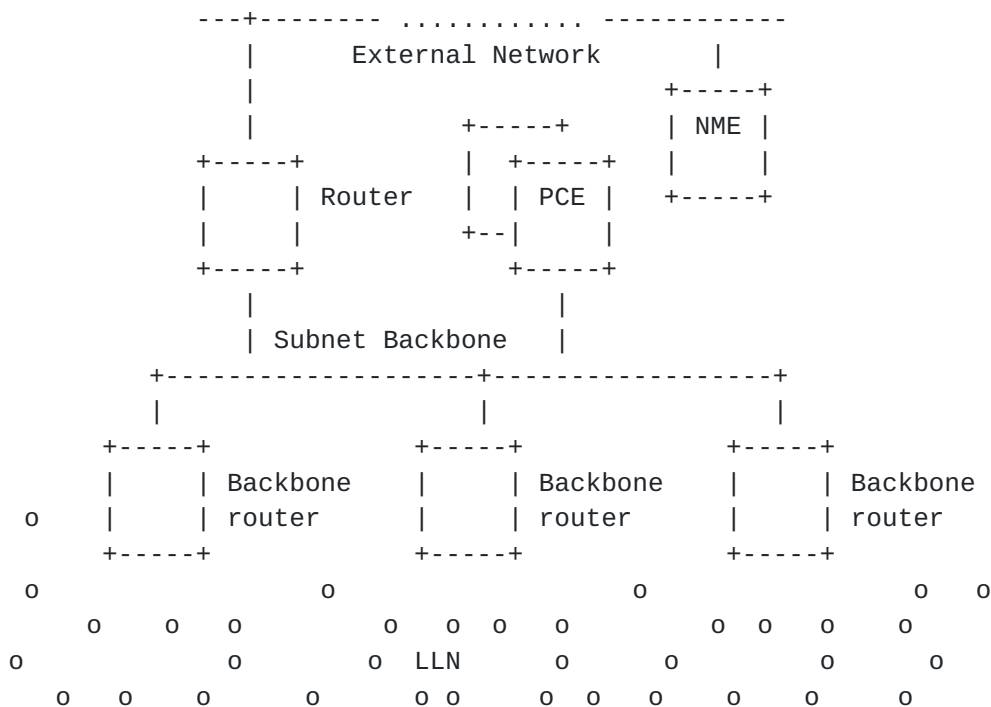 ---+-------- ............ ------------
|      External Network       |
|                          +-----+
|             +-----+      | NME |
+-----+          |  +-----+   |     |
|     | Router   |  | PCE |   +-----+
|     |          +--|     |
+-----+             +-----+
|                   |
| Subnet Backbone   |
+--------------------+------------------+
|                    |                  |
+-----+             +-----+             +-----+
|     | Backbone    |     | Backbone    |     | Backbone
o    |     | router      |     | router      |     | router
+-----+             +-----+             +-----+
o                  o                   o                 o   o
o    o   o         o   o  o   o         o  o   o    o
o             o        o  LLN      o      o         o      o
o   o    o      o      o o     o  o   o    o    o     o